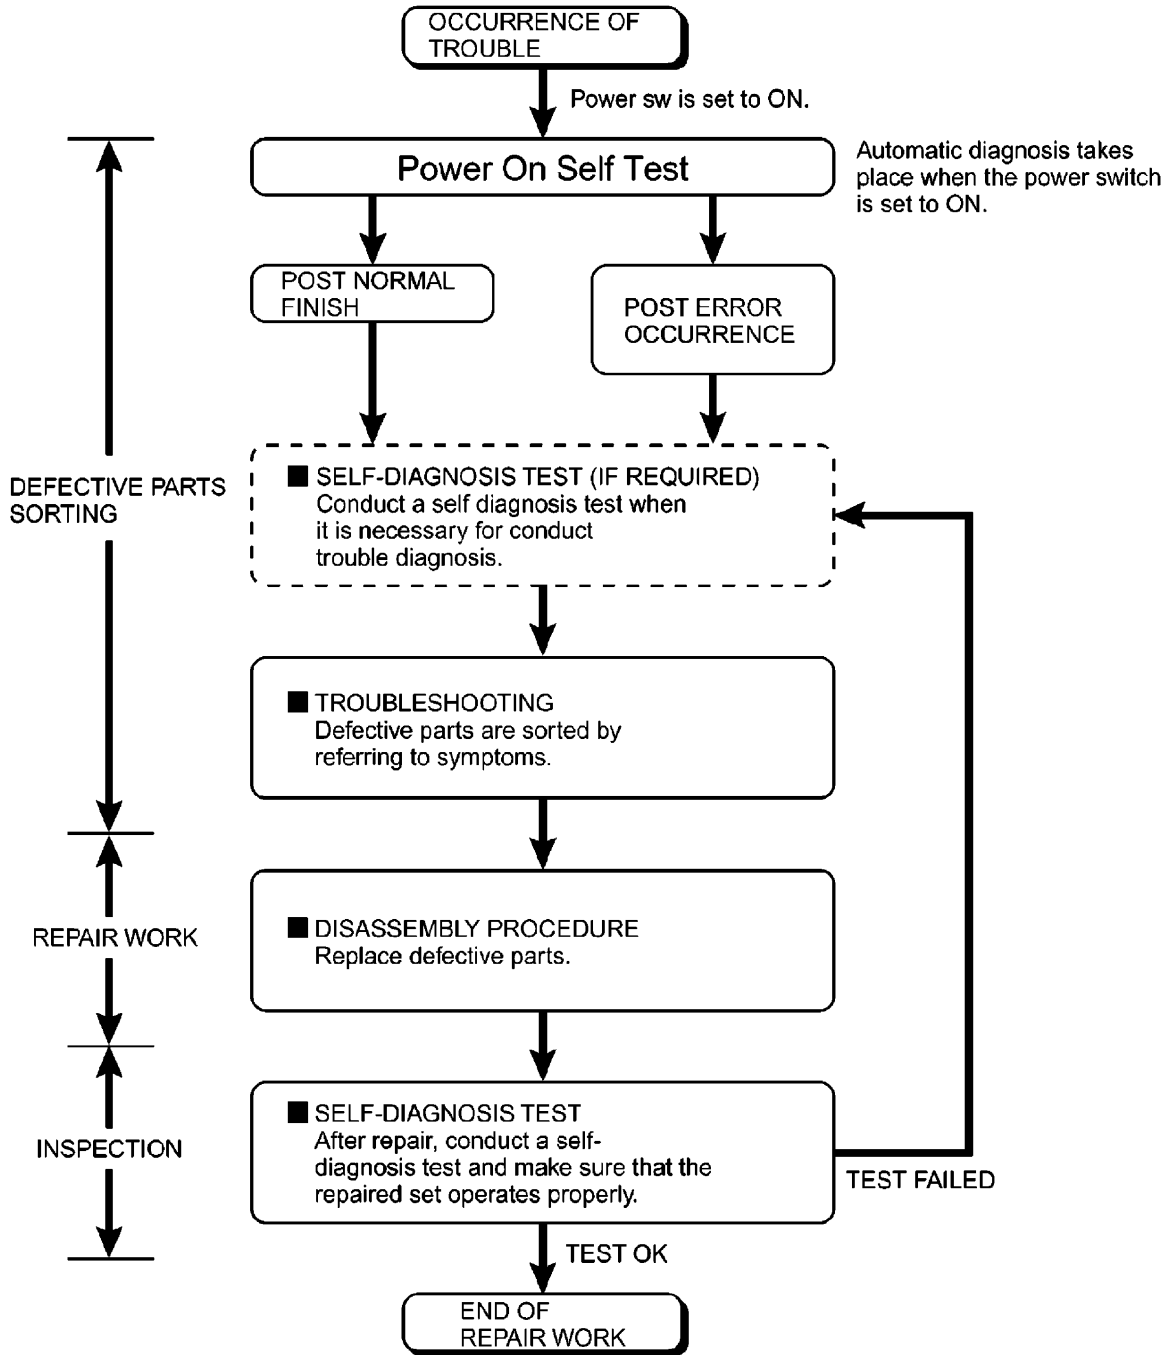 OCCURRENCE OF
TROUBLE
Power sw is set to ON.
Power On Self Test
Automatic diagnosis takes
place when the power switch
is set to ON.
POST NORMAL
FINISH
POST ERROR
OCCURRENCE
DEFECTIVE PARTS
SORTING
■ SELF-DIAGNOSIS TEST (IF REQUIRED)
Conduct a self diagnosis test when
it is necessary for conduct
trouble diagnosis.
■ TROUBLESHOOTING
Defective parts are sorted by
referring to symptoms.
REPAIR WORK
■ DISASSEMBLY PROCEDURE
Replace defective parts.
INSPECTION
■ SELF-DIAGNOSIS TEST
After repair, conduct a self-
diagnosis test and make sure that the
repaired set operates properly.
TEST FAILED
TEST OK
END OF
REPAIR WORK